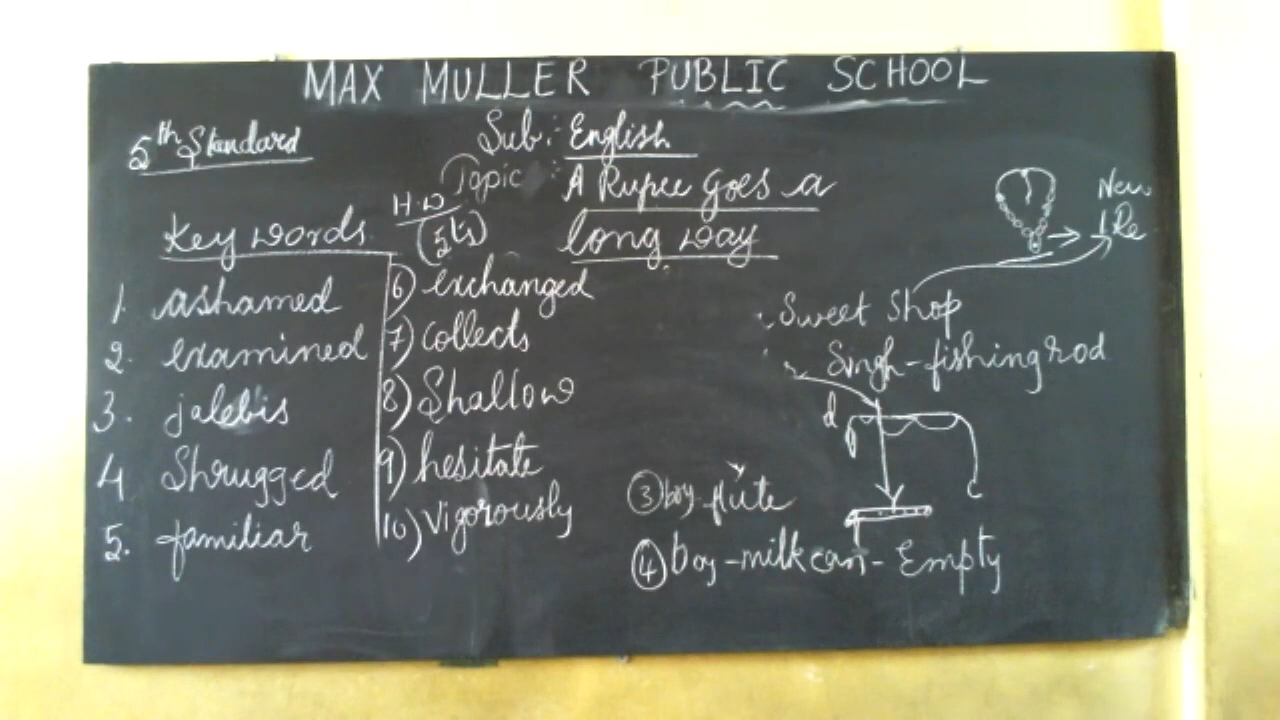 MAX MULLER PUBLIC SCHOOL
5th Standard
Sub: English
Topic: A Rupee Goes a
long way
Key words
H.W
(5ts)
1. ashamed
2. examined
3. jalebis
4 Shrugged
5. familiar
6) exchanged
7) collects
8) Shallow
9) hesitate
10) Vigorously
New
1 Re
Sweet Shop
Singh-fishing rod
③ boy-flute
④ boy-milk can-Empty